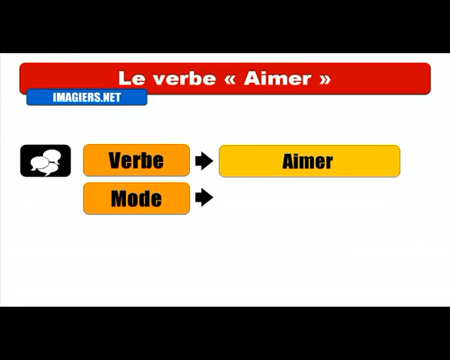 Le verbe « Aimer »
IMAGIERS.NET
Verbe
Aimer
Mode